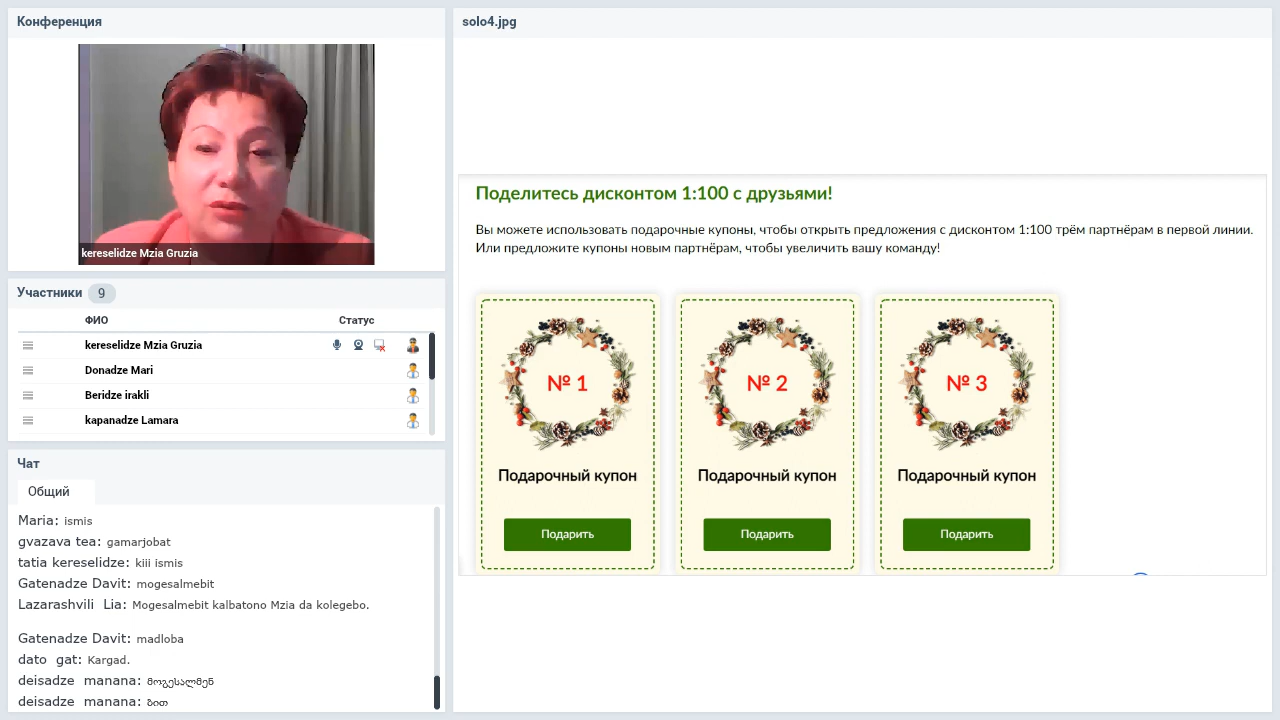 Конференция
kereselidze Mzia Gruzia
Участники 9
ФИО Статус
kereselidze Mzia Gruzia
Donadze Mari
Beridze irakli
kapanadze Lamara
Чат
Общий
Maria: ismis
gvazava tea: gamarjobat
tatia kereselidze: kiii ismis
Gatenadze Davit: mogesalmebit
Lazarashvili Lia: Mogesalmebit kalbatono Mzia da kolegebo.
Gatenadze Davit: madloba
dato gat: Kargad.
deisadze manana: მოგესალმენ
deisadze manana: ბით
solo4.jpg
Поделитесь дисконтом 1:100 с друзьями!
Вы можете использовать подарочные купоны, чтобы открыть предложения с дисконтом 1:100 трём партнёрам в первой линии.
Или предложите купоны новым партнёрам, чтобы увеличить вашу команду!
№ 1 № 2 № 3
Подарочный купон Подарочный купон Подарочный купон
Подарить Подарить Подарить